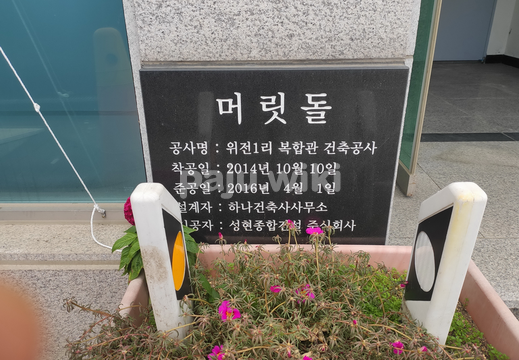 머릿돌
공사명 : 위전1리 복합관 건축공사
착공일 : 2014년 10월 10일
준공일 : 2016년 4월 1일
설계자 : 하나건축사사무소
공자 : 성현종합건설 주식회사